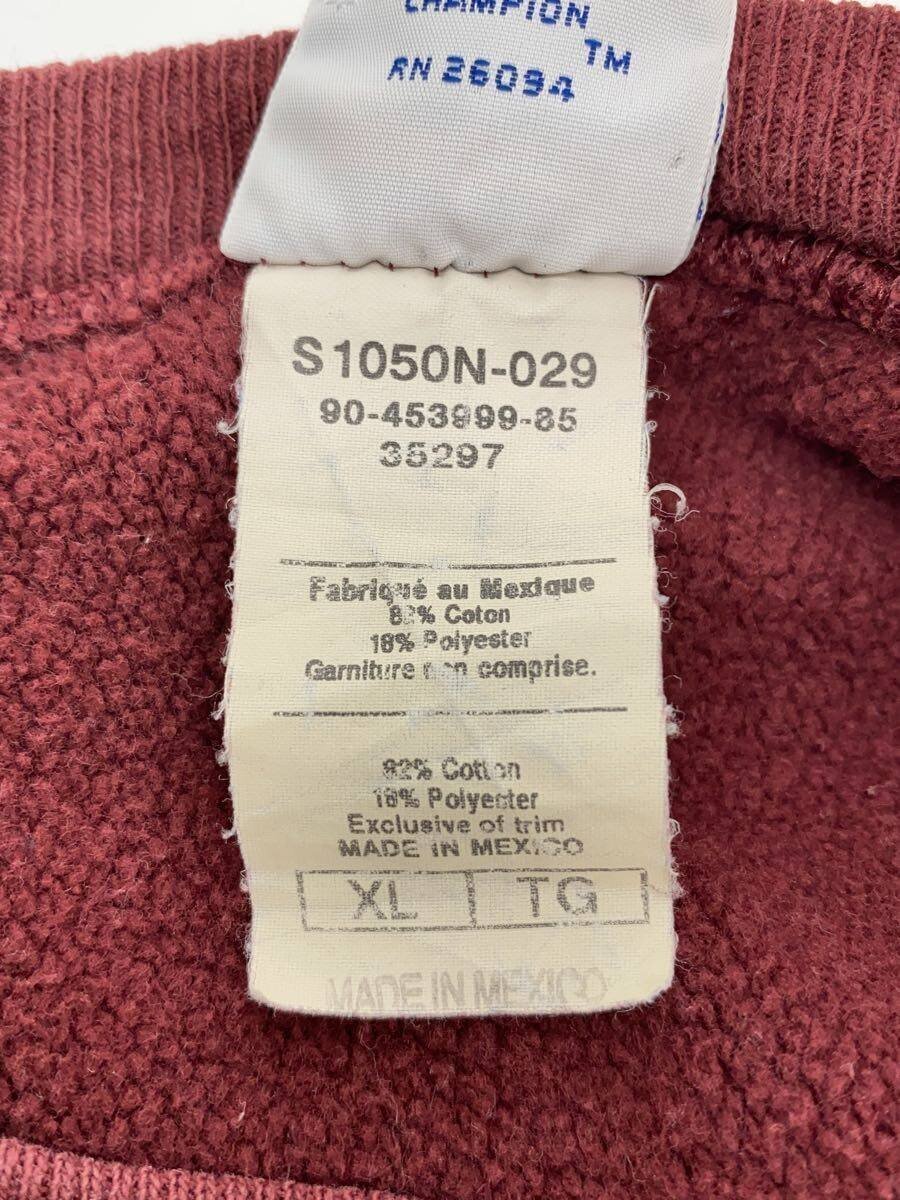 CHAMPION
TM
RN 26094
S1050N-029
90-453999-85
35297
Fabriqué au Mexique
82% Coton
18% Polyester
Garniture non comprise.
82% Cotton
18% Polyester
Exclusive of trim
MADE IN MEXICO
XL TG
MADE IN MEXICO